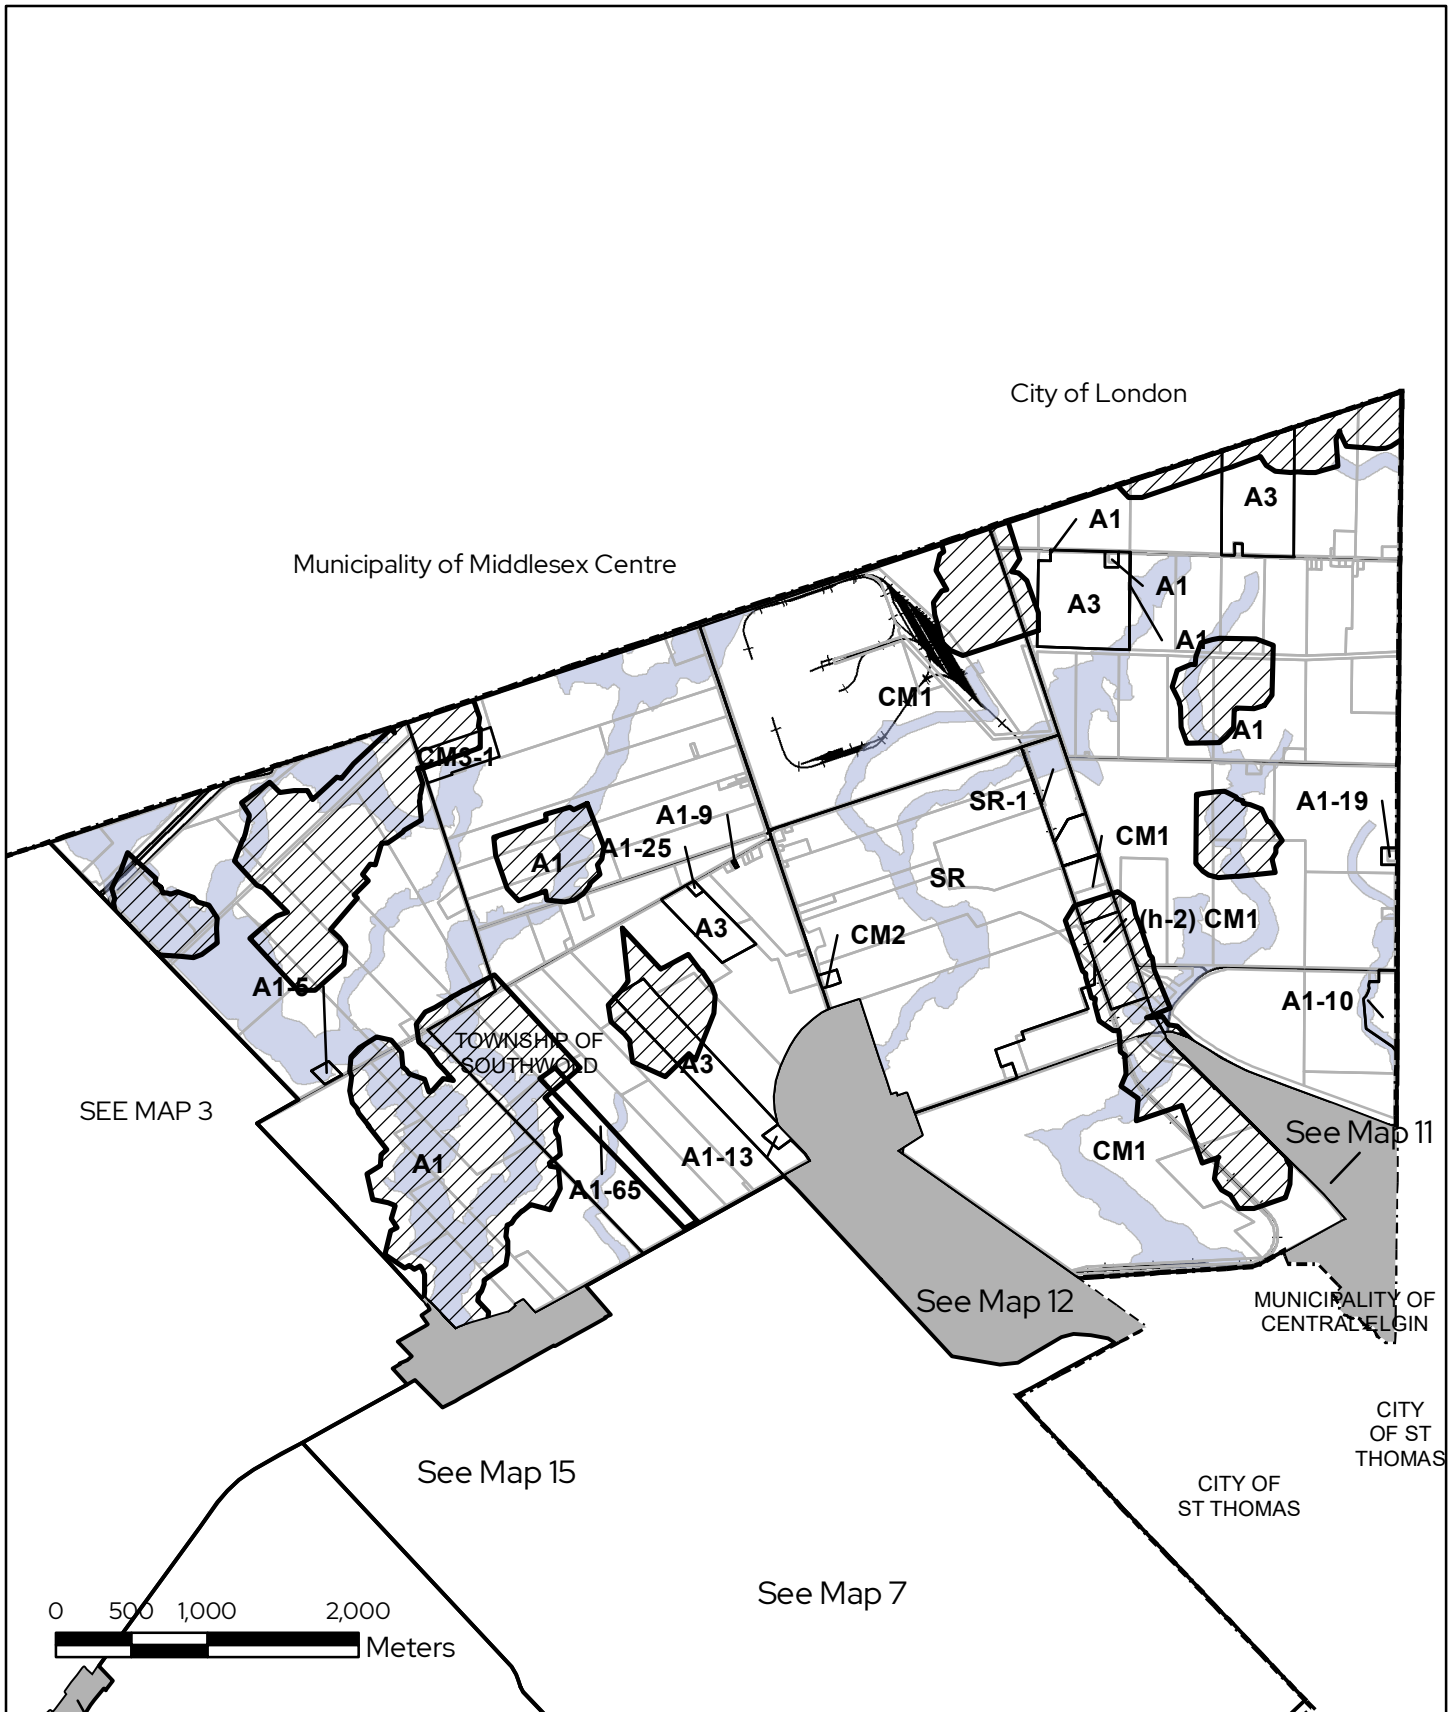 City of London
A3
A1
Municipality of Middlesex Centre
A1
A3
A1
CM1
A1
CM3-1
SR-1
A1-19
A1-9
CM1
A1-25
A1
SR
A3
(h-2) CM1
CM2
A1-5
A1-10
TOWNSHIP OF
SOUTHWOLD
A3
SEE MAP 3
See Map 11
CM1
A1-13
A1
A1-65
See Map 12
MUNICIPALITY OF
CENTRAL ELGIN
CITY
OF ST
THOMAS
See Map 15
CITY OF
ST THOMAS
See Map 7
0 500 1,000 2,000
Meters